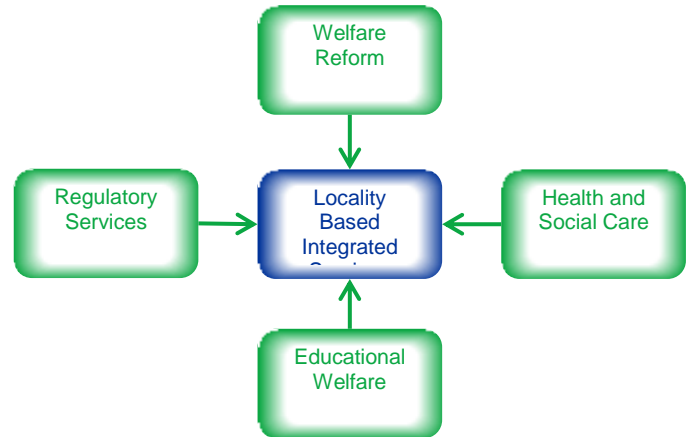 Welfare
Reform
Regulatory
Services
Locality
Based
Integrated
Health and
Social Care
Educational
Welfare